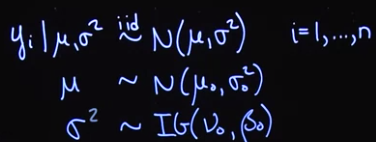 yᵢ | μ, σ² iid ~ N(μ, σ²)  i = 1, ..., n
μ ~ N(μ₀, σ₀²)
σ² ~ IG(ν₀, β₀)